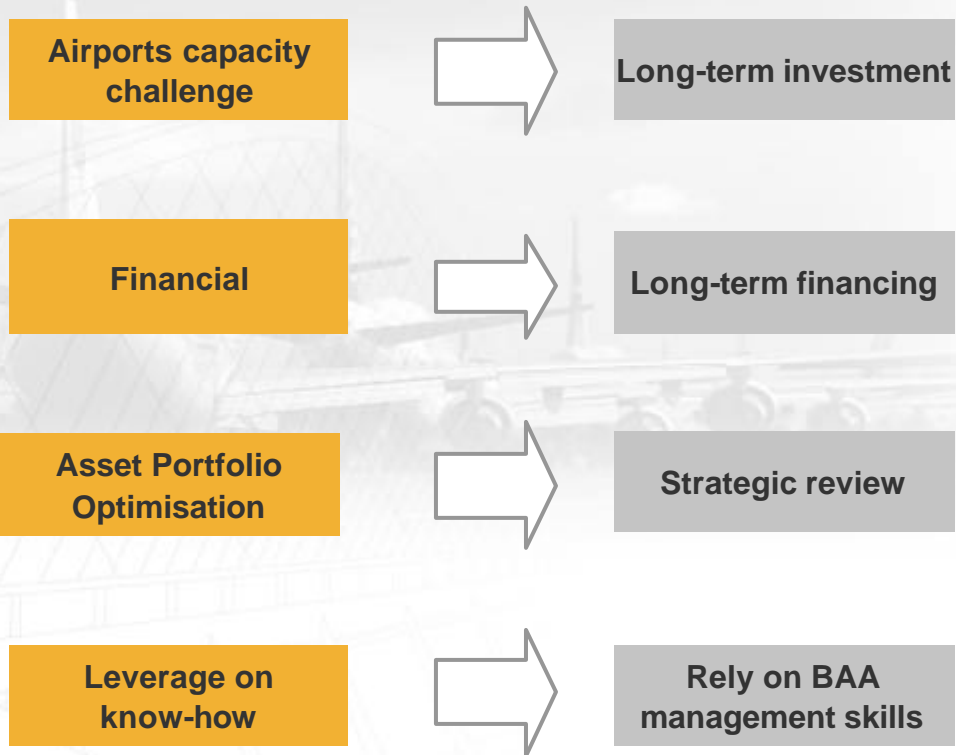 Airports capacity
challenge
Long-term investment
Financial
Long-term financing
Asset Portfolio
Optimisation
Strategic review
Leverage on
know-how
Rely on BAA
management skills